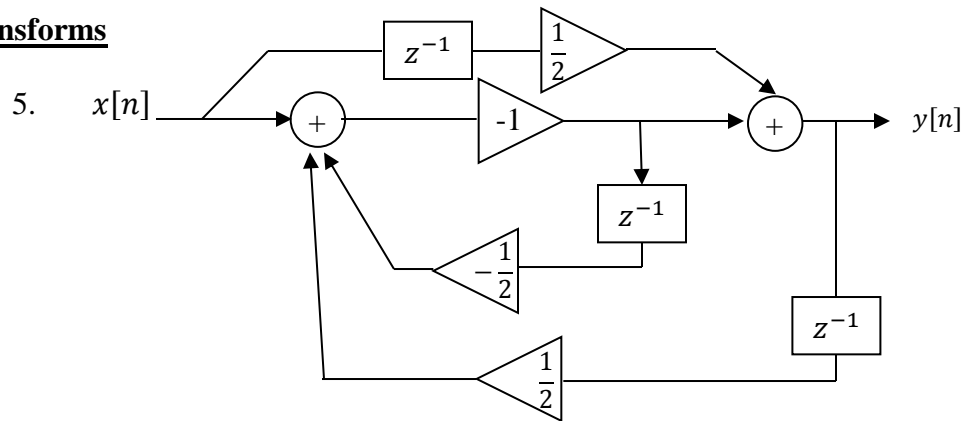 nsforms
z⁻¹ 1/2
5. x[n] + -1 + y[n]
z⁻¹
-1/2
z⁻¹
1/2